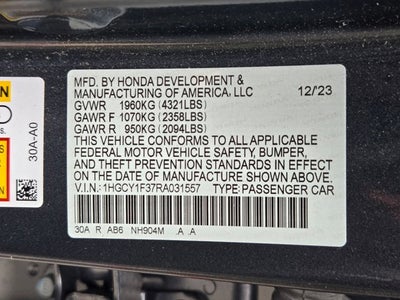 MFD. BY HONDA DEVELOPMENT &
MANUFACTURING OF AMERICA, LLC 12/23
GVWR 1960KG (4321LBS)
GAWR F 1070KG (2358LBS)
GAWR R 950KG (2094LBS)
THIS VEHICLE CONFORMS TO ALL APPLICABLE
FEDERAL MOTOR VEHICLE SAFETY, BUMPER,
AND THEFT PREVENTION STANDARDS IN EFFECT
ON THE DATE OF MANUFACTURE SHOWN ABOVE.
V.I.N.: 1HGCY1F37RA031557 TYPE: PASSENGER CAR
30A R AB6 NH904M .A .A
30A-A0